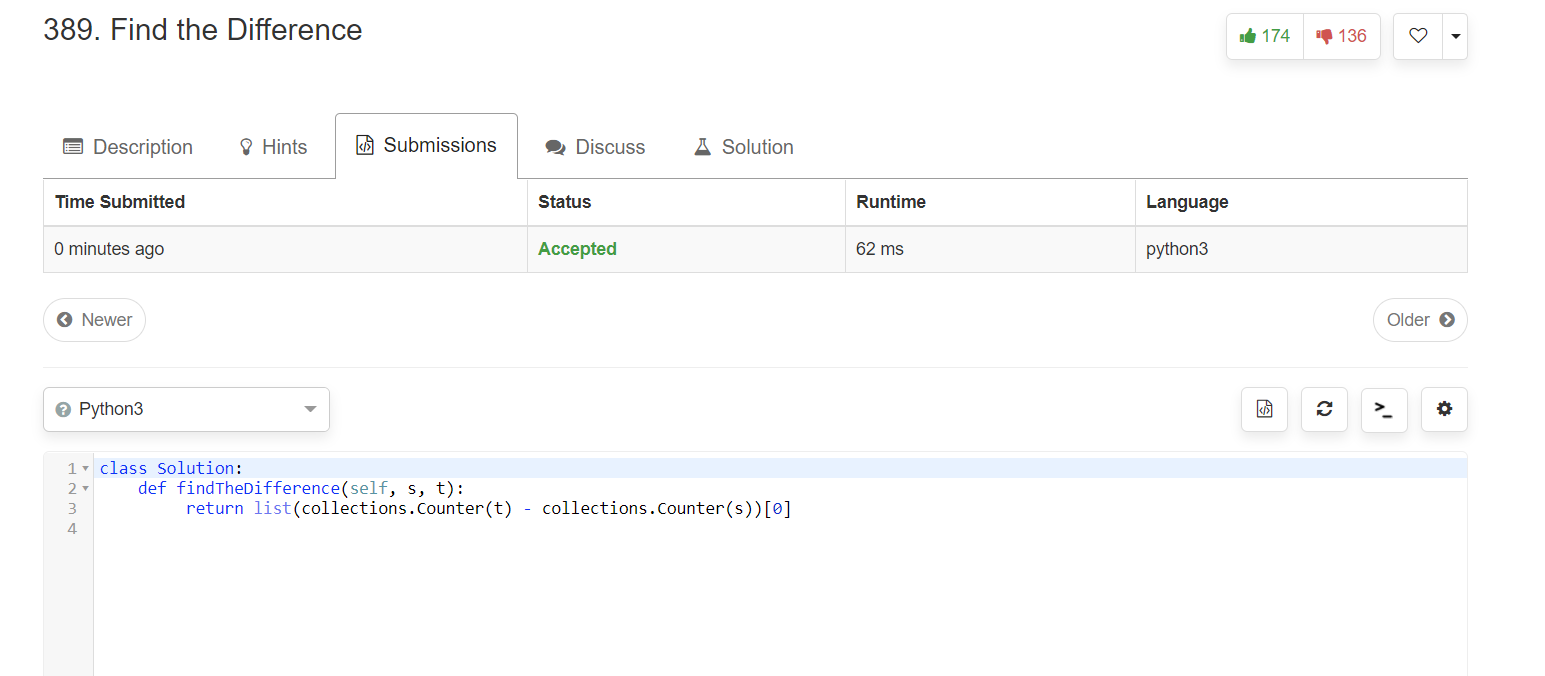 389. Find the Difference
174 136
Description Hints Submissions Discuss Solution
Time Submitted Status Runtime Language
0 minutes ago Accepted 62 ms python3
Newer Older
Python3 >_
1 class Solution:
2     def findTheDifference(self, s, t):
3          return list(collections.Counter(t) - collections.Counter(s))[0]
4